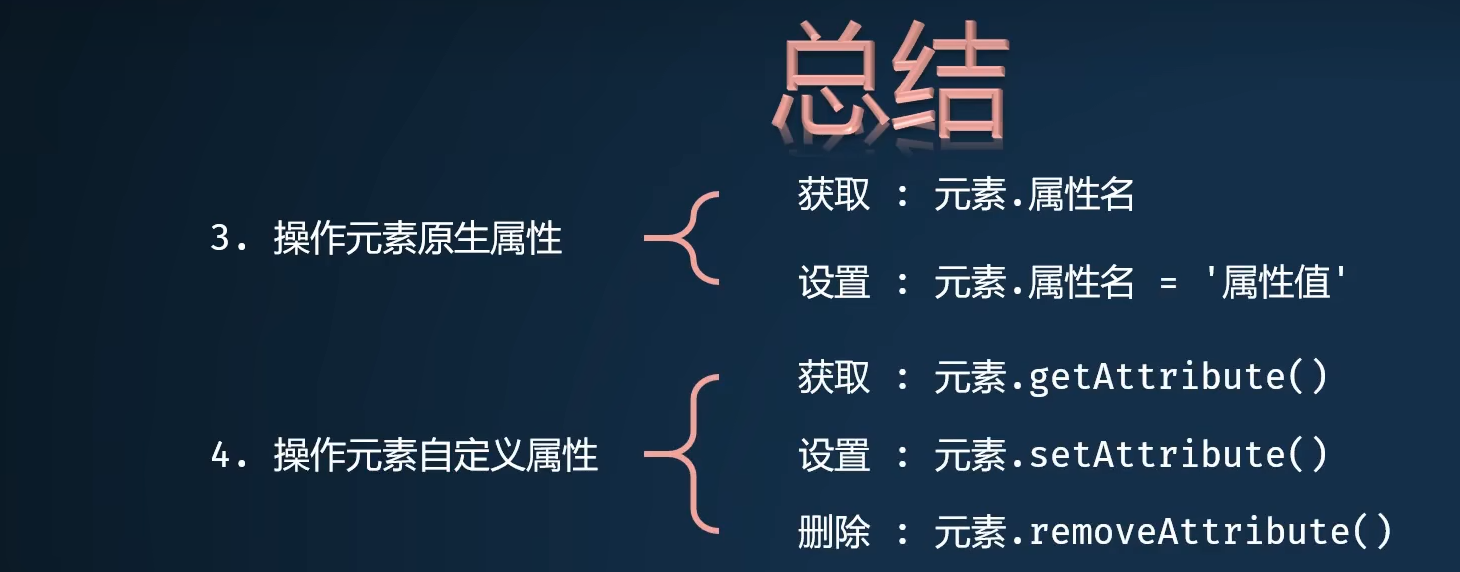 总结
3. 操作元素原生属性
获取 : 元素.属性名
设置 : 元素.属性名 = '属性值'
4. 操作元素自定义属性
获取 : 元素.getAttribute()
设置 : 元素.setAttribute()
删除 : 元素.removeAttribute()